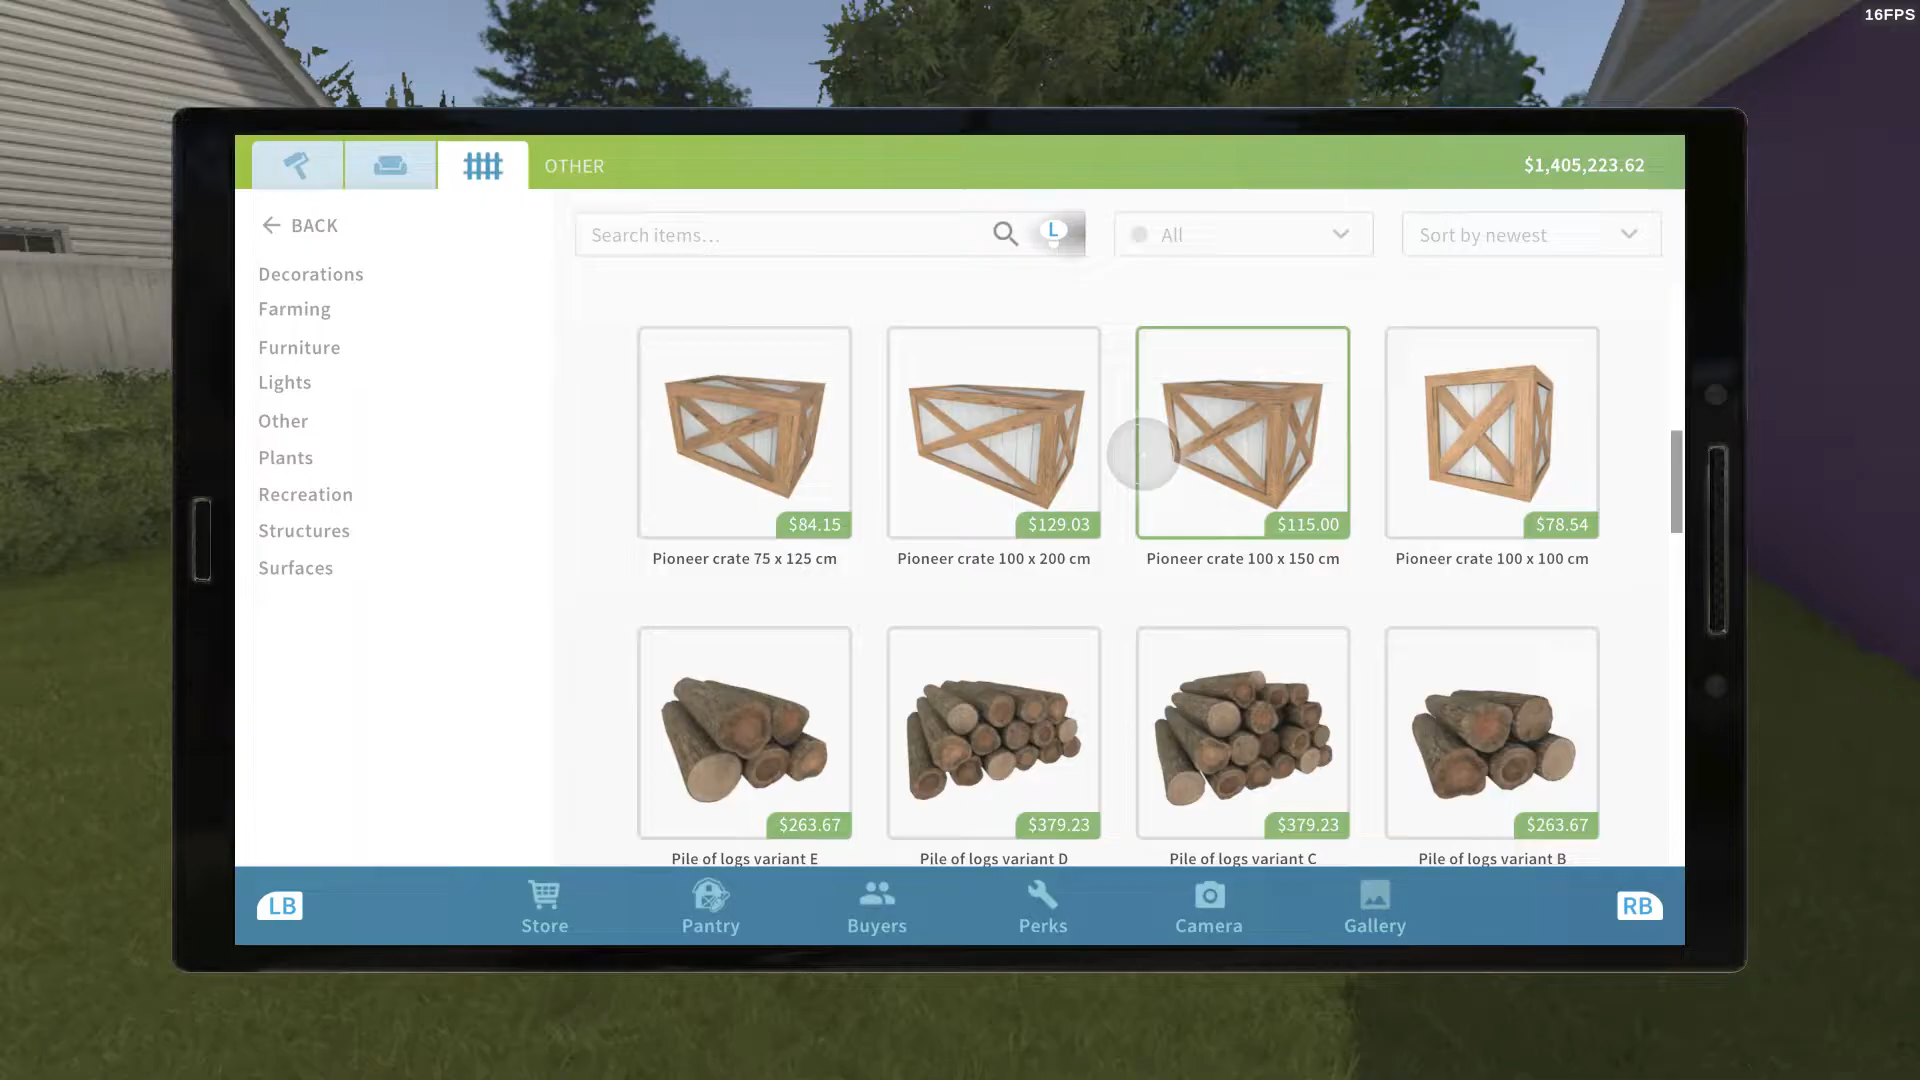 16FPS
OTHER
$1,405,223.62
BACK
Search items...
L
All
Sort by newest
Decorations
Farming
Furniture
Lights
Other
Plants
Recreation
Structures
Surfaces
$84.15
$129.03
$115.00
$78.54
Pioneer crate 75 x 125 cm
Pioneer crate 100 x 200 cm
Pioneer crate 100 x 150 cm
Pioneer crate 100 x 100 cm
$263.67
$379.23
$379.23
$263.67
Pile of logs variant E
Pile of logs variant D
Pile of logs variant C
Pile of logs variant B
LB
Store
Pantry
Buyers
Perks
Camera
Gallery
RB